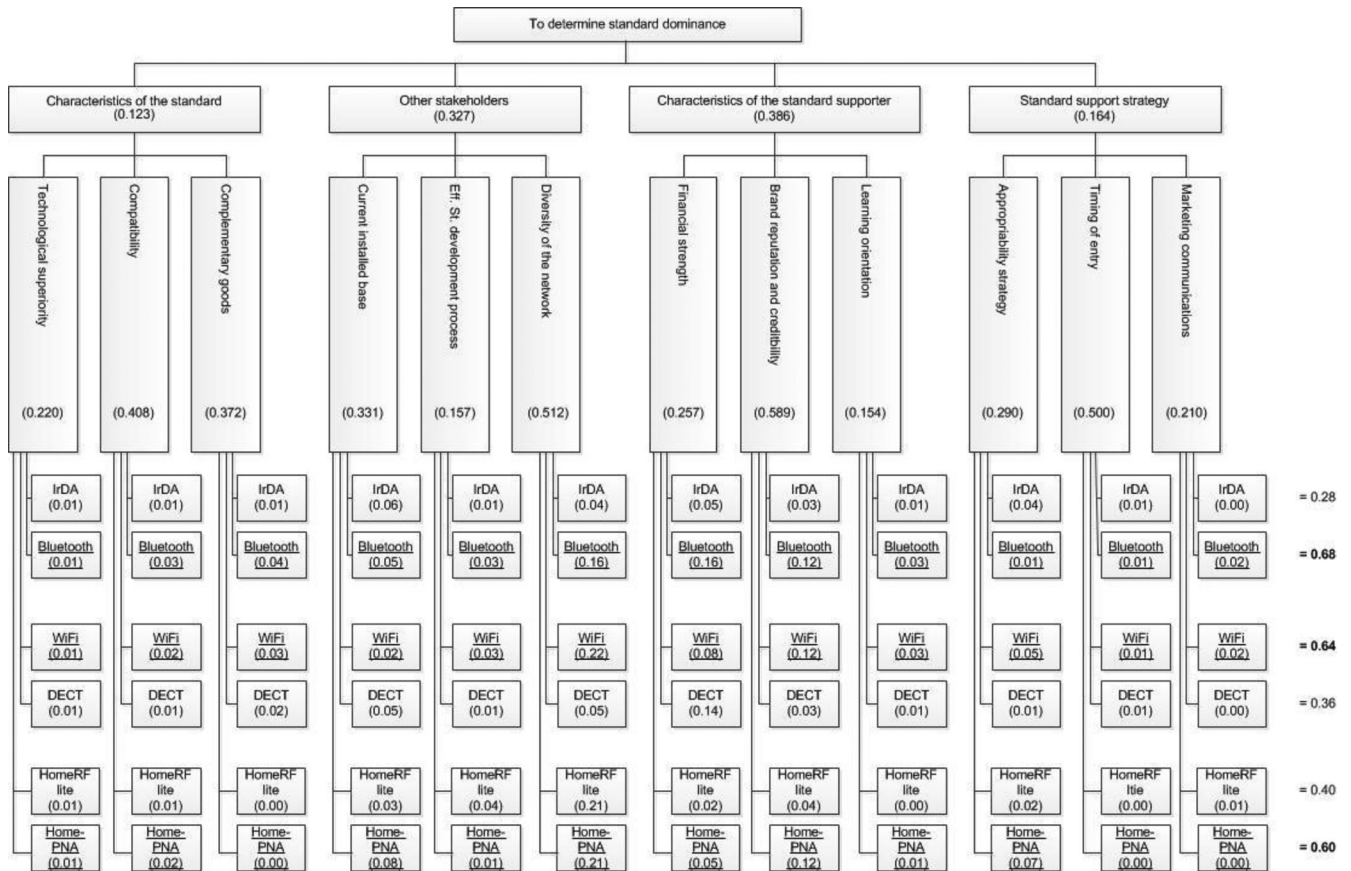 To determine standard dominance
Characteristics of the standard
(0.123)
Other stakeholders
(0.327)
Characteristics of the standard supporter
(0.386)
Standard support strategy
(0.164)
Technological superiority
(0.220)
Compatibility
(0.408)
Complementary goods
(0.372)
Current installed base
(0.331)
Eff. St. development process
(0.157)
Diversity of the network
(0.512)
Financial strength
(0.257)
Brand reputation and creditbility
(0.589)
Learning orientation
(0.154)
Appropriability strategy
(0.290)
Timing of entry
(0.500)
Marketing communications
(0.210)
IrDA IrDA IrDA IrDA IrDA IrDA IrDA IrDA IrDA IrDA IrDA IrDA
(0.01) (0.01) (0.01) (0.06) (0.01) (0.04) (0.05) (0.03) (0.01) (0.04) (0.01) (0.00) = 0.28
Bluetooth Bluetooth Bluetooth Bluetooth Bluetooth Bluetooth Bluetooth Bluetooth Bluetooth Bluetooth Bluetooth Bluetooth
(0.01) (0.03) (0.04) (0.05) (0.03) (0.16) (0.16) (0.12) (0.03) (0.01) (0.01) (0.02) = 0.68
WiFi WiFi WiFi WiFi WiFi WiFi WiFi WiFi WiFi WiFi WiFi WiFi
(0.01) (0.02) (0.03) (0.02) (0.03) (0.22) (0.08) (0.12) (0.03) (0.05) (0.01) (0.02) = 0.64
DECT DECT DECT DECT DECT DECT DECT DECT DECT DECT DECT DECT
(0.01) (0.01) (0.02) (0.05) (0.01) (0.05) (0.14) (0.03) (0.01) (0.01) (0.01) (0.00) = 0.36
HomeRF HomeRF HomeRF HomeRF HomeRF HomeRF HomeRF HomeRF HomeRF HomeRF HomeRF HomeRF
lite lite lite lite lite lite lite lite lite lite ltie lite
(0.01) (0.01) (0.00) (0.03) (0.04) (0.21) (0.02) (0.04) (0.00) (0.02) (0.00) (0.01) = 0.40
Home- Home- Home- Home- Home- Home- Home- Home- Home- Home- Home- Home-
PNA PNA PNA PNA PNA PNA PNA PNA PNA PNA PNA PNA
(0.01) (0.02) (0.00) (0.08) (0.01) (0.21) (0.05) (0.12) (0.01) (0.07) (0.00) (0.00) = 0.60